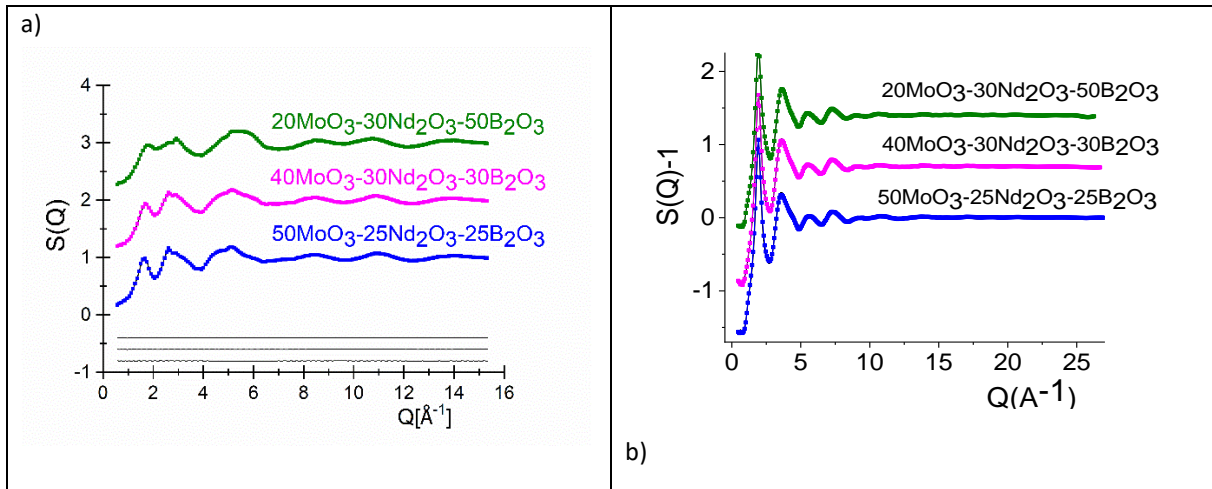 a)
4
3
2
1
0
-1
S(Q)
20MoO3-30Nd2O3-50B2O3
40MoO3-30Nd2O3-30B2O3
50MoO3-25Nd2O3-25B2O3
0 2 4 6 8 10 12 14 16
Q[Å-1]
2
1
0
-1
S(Q)-1
20MoO3-30Nd2O3-50B2O3
40MoO3-30Nd2O3-30B2O3
50MoO3-25Nd2O3-25B2O3
0 5 10 15 20 25
Q(A-1)
b)